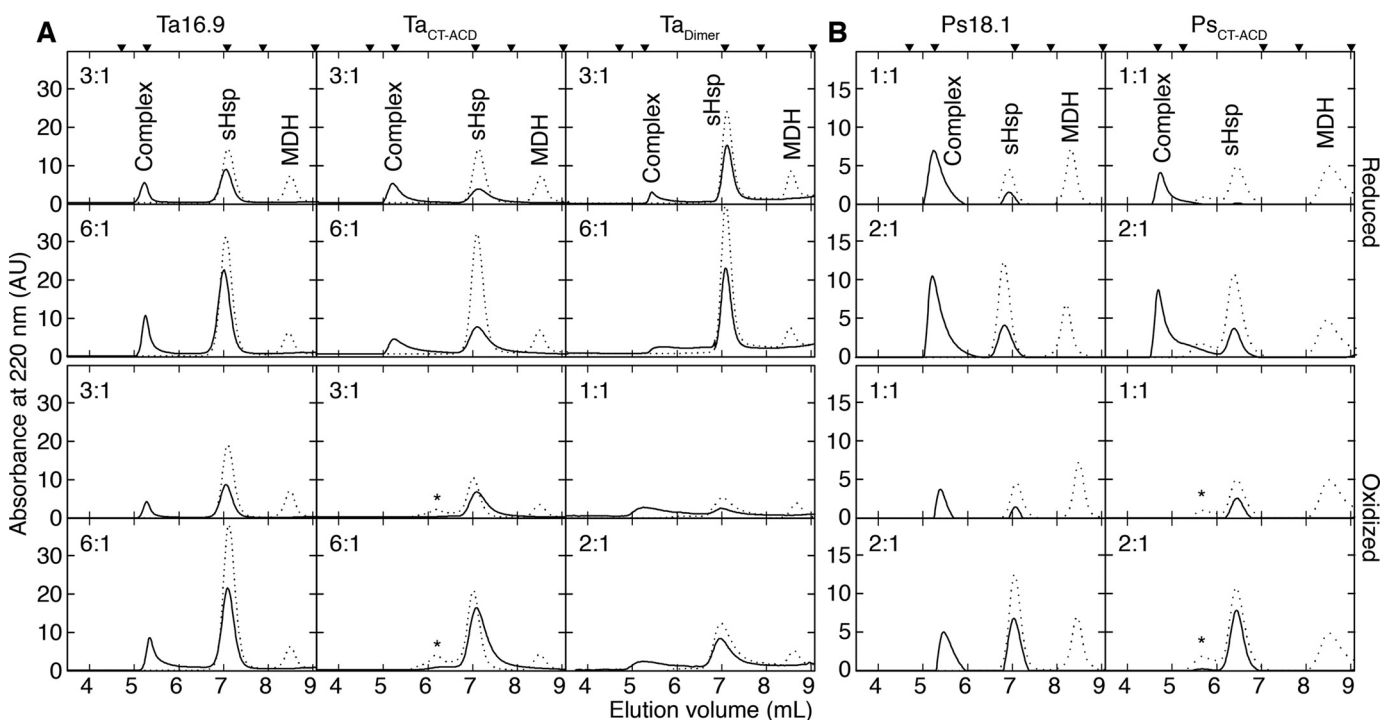 A Ta16.9 TaCT-ACD TaDimer B Ps18.1 PsCT-ACD
3:1 3:1 3:1 1:1 1:1
Complex sHsp MDH Complex sHsp MDH Complex sHsp MDH Complex sHsp MDH Complex sHsp MDH
30 20 10 0 15 10 5 0
Reduced
6:1 6:1 6:1 2:1 2:1
30 20 10 0 15 10 5 0
Absorbance at 220 nm (AU)
3:1 3:1 1:1 1:1 1:1
30 20 10 0 15 10 5 0
* *
Oxidized
6:1 6:1 2:1 2:1 2:1
30 20 10 0 15 10 5 0
* *
4 5 6 7 8 9 4 5 6 7 8 9 4 5 6 7 8 9 4 5 6 7 8 9 4 5 6 7 8 9
Elution volume (mL)